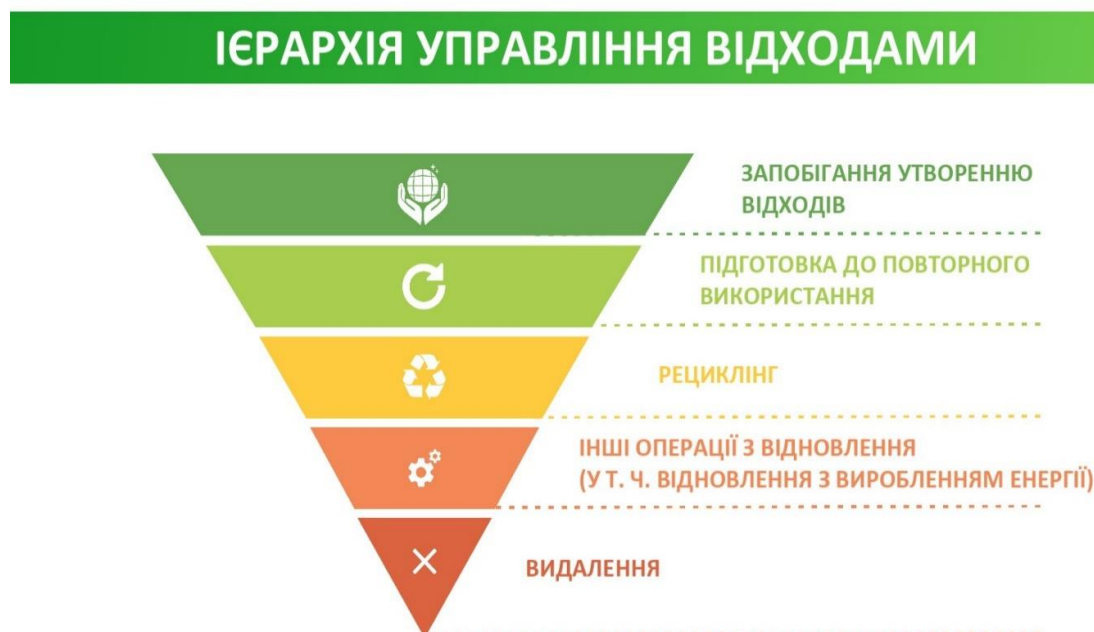 ІЄРАРХІЯ УПРАВЛІННЯ ВІДХОДАМИ
ЗАПОБІГАННЯ УТВОРЕННЮ
ВІДХОДІВ
ПІДГОТОВКА ДО ПОВТОРНОГО
ВИКОРИСТАННЯ
РЕЦИКЛІНГ
ІНШІ ОПЕРАЦІЇ З ВІДНОВЛЕННЯ
(У Т. Ч. ВІДНОВЛЕННЯ З ВИРОБЛЕННЯМ ЕНЕРГІЇ)
ВИДАЛЕННЯ